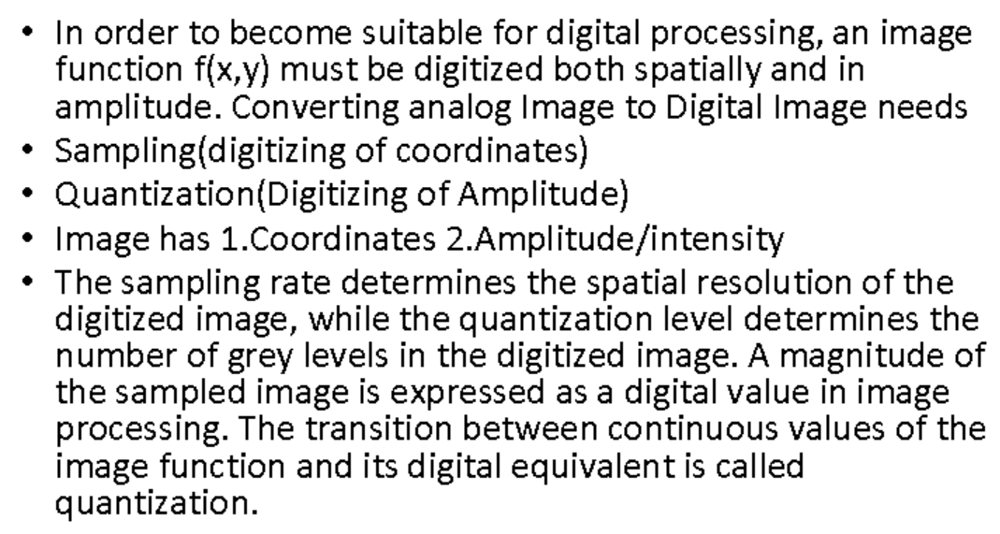 • In order to become suitable for digital processing, an image
function f(x,y) must be digitized both spatially and in
amplitude. Converting analog Image to Digital Image needs
• Sampling(digitizing of coordinates)
• Quantization(Digitizing of Amplitude)
• Image has 1.Coordinates 2.Amplitude/intensity
• The sampling rate determines the spatial resolution of the
digitized image, while the quantization level determines the
number of grey levels in the digitized image. A magnitude of
the sampled image is expressed as a digital value in image
processing. The transition between continuous values of the
image function and its digital equivalent is called
quantization.